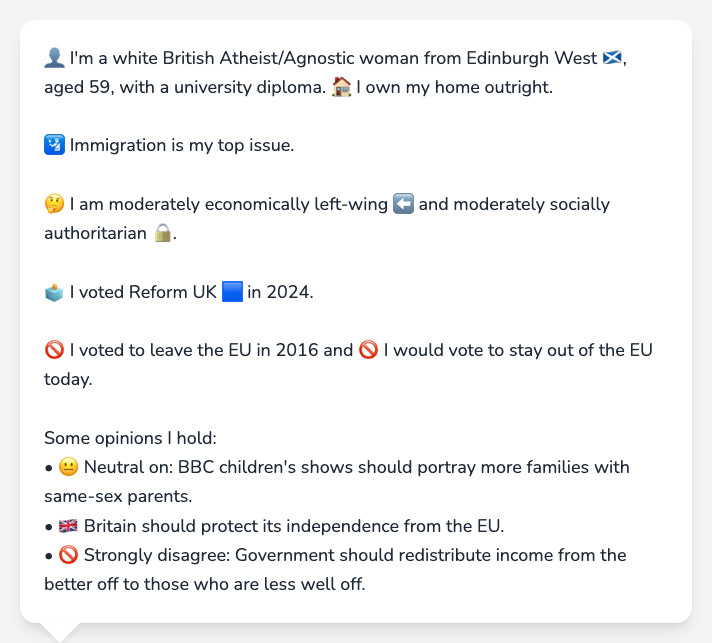 👤 I'm a white British Atheist/Agnostic woman from Edinburgh West 🏴󠁧󠁢󠁳󠁣󠁴󠁿,
aged 59, with a university diploma. 🏠 I own my home outright.
🛂 Immigration is my top issue.
🤔 I am moderately economically left-wing ⬅️ and moderately socially
authoritarian 🔒.
🗳️ I voted Reform UK 🟦 in 2024.
🚫 I voted to leave the EU in 2016 and 🚫 I would vote to stay out of the EU
today.
Some opinions I hold:
• 😐 Neutral on: BBC children's shows should portray more families with
same-sex parents.
• 🇬🇧 Britain should protect its independence from the EU.
• 🚫 Strongly disagree: Government should redistribute income from the
better off to those who are less well off.